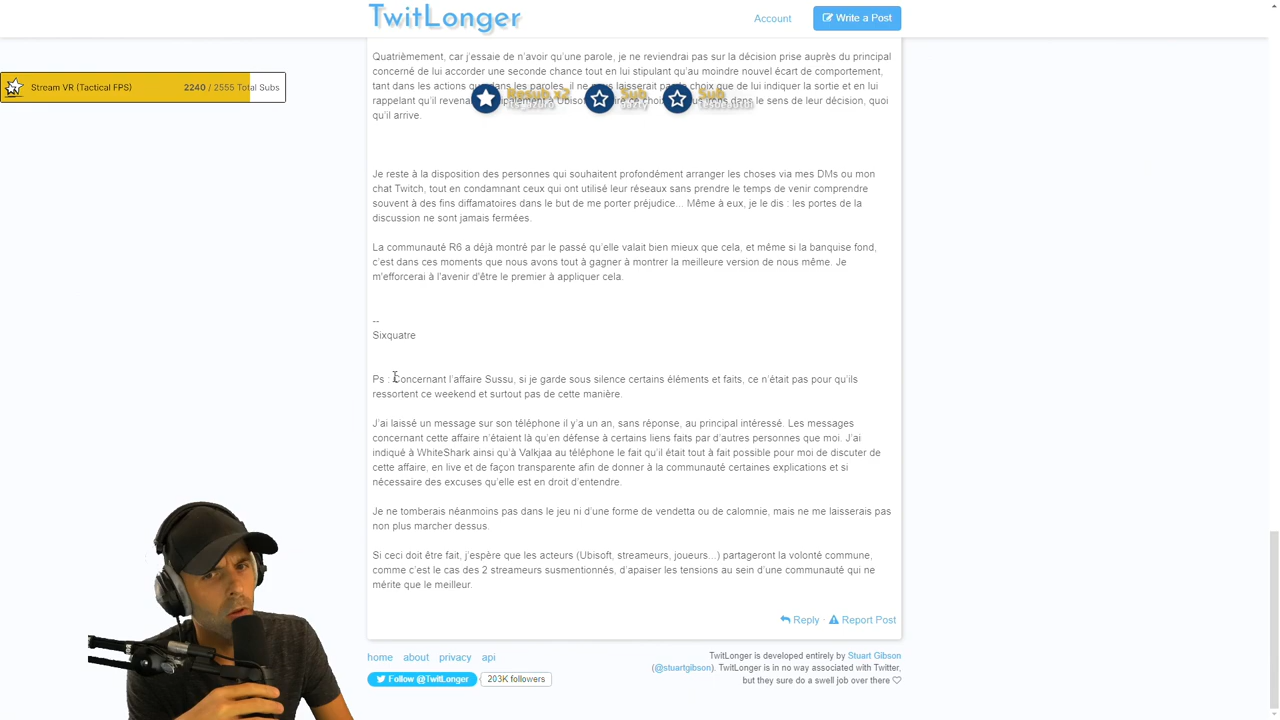 TwitLonger
Account
Write a Post
Quatrièmement, car j'essaie de n'avoir qu'une parole, je ne reviendrai pas sur la décision prise auprès du principal
concerné de lui accorder une seconde chance tout en lui stipulant qu'au moindre nouvel écart de comportement,
Stream VR (Tactical FPS) 2240 / 2555 Total Subs
tant dans les actions que dans les paroles, il ne laisserait choix que de lui indiquer la sortie et en lui
rappelant qu'il Ubisoft dans le sens de leur décision, quoi
Resub x2
Sub
Sub
qu'il arrive.
Je reste à la disposition des personnes qui souhaitent profondément arranger les choses via mes DMs ou mon
chat Twitch, tout en condamnant ceux qui ont utilisé leur réseaux sans prendre le temps de venir comprendre
souvent à des fins diffamatoires dans le but de me porter préjudice... Même à eux, je le dis : les portes de la
discussion ne sont jamais fermées.
La communauté R6 a déjà montré par le passé qu'elle valait bien mieux que cela, et même si la banquise fond,
c'est dans ces moments que nous avons tout à gagner à montrer la meilleure version de nous même. Je
m'efforcerai à l'avenir d'être le premier à appliquer cela.
--
Sixquatre
Ps : Concernant l'affaire Sussu, si je garde sous silence certains éléments et faits, ce n'était pas pour qu'ils
ressortent ce weekend et surtout pas de cette manière.
J'ai laissé un message sur son téléphone il y'a un an, sans réponse, au principal intéressé. Les messages
concernant cette affaire n'étaient là qu'en défense à certains liens faits par d'autres personnes que moi. J'ai
indiqué à WhiteShark ainsi qu'à Valkjaa au téléphone le fait qu'il était tout à fait possible pour moi de discuter de
cette affaire, en live et de façon transparente afin de donner à la communauté certaines explications et si
nécessaire des excuses qu'elle est en droit d'entendre.
Je ne tomberais néanmoins pas dans le jeu ni d'une forme de vendetta ou de calomnie, mais ne me laisserais pas
non plus marcher dessus.
Si ceci doit être fait, j'espère que les acteurs (Ubisoft, streameurs, joueurs...) partageront la volonté commune,
comme c'est le cas des 2 streameurs susmentionnés, d'apaiser les tensions au sein d'une communauté qui ne
mérite que le meilleur.
Reply · Report Post
home about privacy api
Follow @TwitLonger 203K followers
TwitLonger is developed entirely by Stuart Gibson
(@stuartgibson). TwitLonger is in no way associated with Twitter,
but they sure do a swell job over there